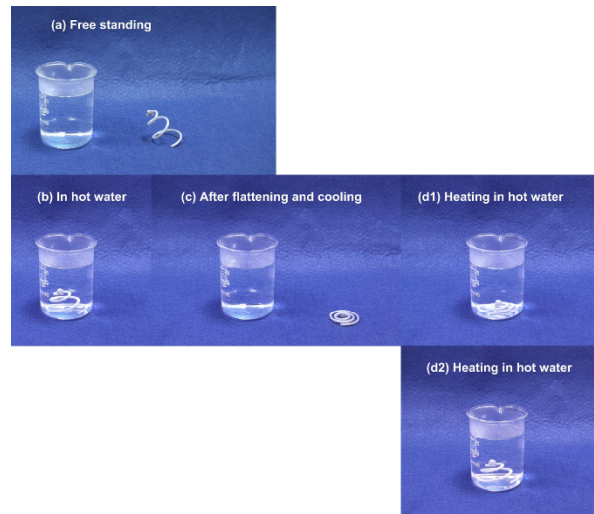 (a) Free standing
(b) In hot water
(c) After flattening and cooling
(d1) Heating in hot water
(d2) Heating in hot water